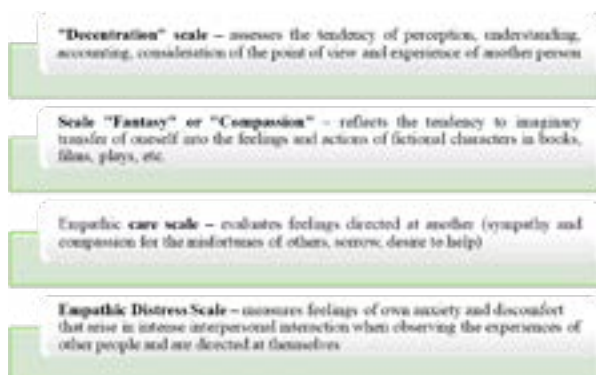 "Decentration" scale – assesses the tendency of perception, understanding,
accounting, consideration of the point of view and experience of another person
Scale "Fantasy" or "Compassion" – reflects the tendency to imaginary
transfer of oneself into the feelings and actions of fictional characters in books,
films, plays, etc.
Empathic care scale – evaluates feelings directed at another (sympathy and
compassion for the misfortunes of others, sorrow, desire to help)
Empathic Distress Scale – measures feelings of own anxiety and discomfort
that arise in intense interpersonal interaction when observing the experiences of
other people and are directed at themselves